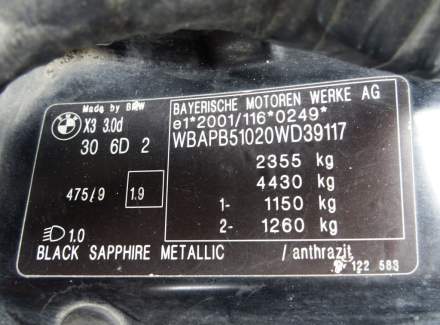 Made by BMW
X3 3.0d
30 6D 2
475/9 1.9
1.0
BLACK SAPPHIRE METALLIC / anthrazit
BAYERISCHE MOTOREN WERKE AG
e1*2001/116*0249*
WBAPB51020WD39117
2355 kg
4430 kg
1- 1150 kg
2- 1260 kg
122 583